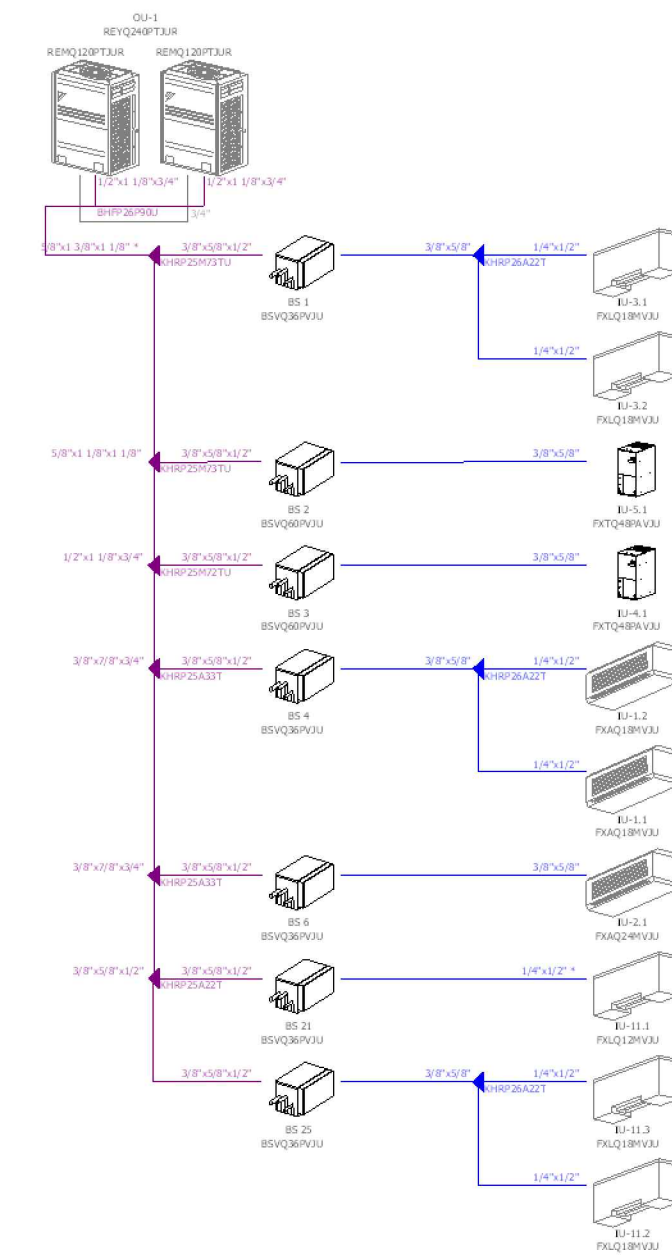 OU-1
REYQ240PTJUR
REMQ120PTJUR REMQ120PTJUR
1/2"x1 1/8"x3/4" 1/2"x1 1/8"x3/4"
BHFP26P90U 3/4"
5/8"x1 3/8"x1 1/8" * 3/8"x5/8"x1/2" 3/8"x5/8" 1/4"x1/2"
KHRP25M73TU KHRP26A22T
BS 1 IU-3.1
BSVQ36PVJU FXLQ18MVJU
1/4"x1/2"
IU-3.2
FXLQ18MVJU
5/8"x1 1/8"x1 1/8" 3/8"x5/8"x1/2" 3/8"x5/8"
KHRP25M73TU
BS 2 IU-5.1
BSVQ60PVJU FXTQ48PAVJU
1/2"x1 1/8"x3/4" 3/8"x5/8"x1/2" 3/8"x5/8"
KHRP25M72TU
BS 3 IU-4.1
BSVQ60PVJU FXTQ48PAVJU
3/8"x7/8"x3/4" 3/8"x5/8"x1/2" 3/8"x5/8" 1/4"x1/2"
KHRP25A33T KHRP26A22T
BS 4 IU-1.2
BSVQ36PVJU FXAQ18MVJU
1/4"x1/2"
IU-1.1
FXAQ18MVJU
3/8"x7/8"x3/4" 3/8"x5/8"x1/2" 3/8"x5/8"
KHRP25A33T
BS 6 IU-2.1
BSVQ36PVJU FXAQ24MVJU
3/8"x5/8"x1/2" 3/8"x5/8"x1/2" 1/4"x1/2" *
KHRP25A22T
BS 21 IU-11.1
BSVQ36PVJU FXLQ12MVJU
3/8"x5/8"x1/2" 3/8"x5/8" 1/4"x1/2"
KHRP26A22T
BS 25 IU-11.3
BSVQ36PVJU FXLQ18MVJU
1/4"x1/2"
IU-11.2
FXLQ18MVJU